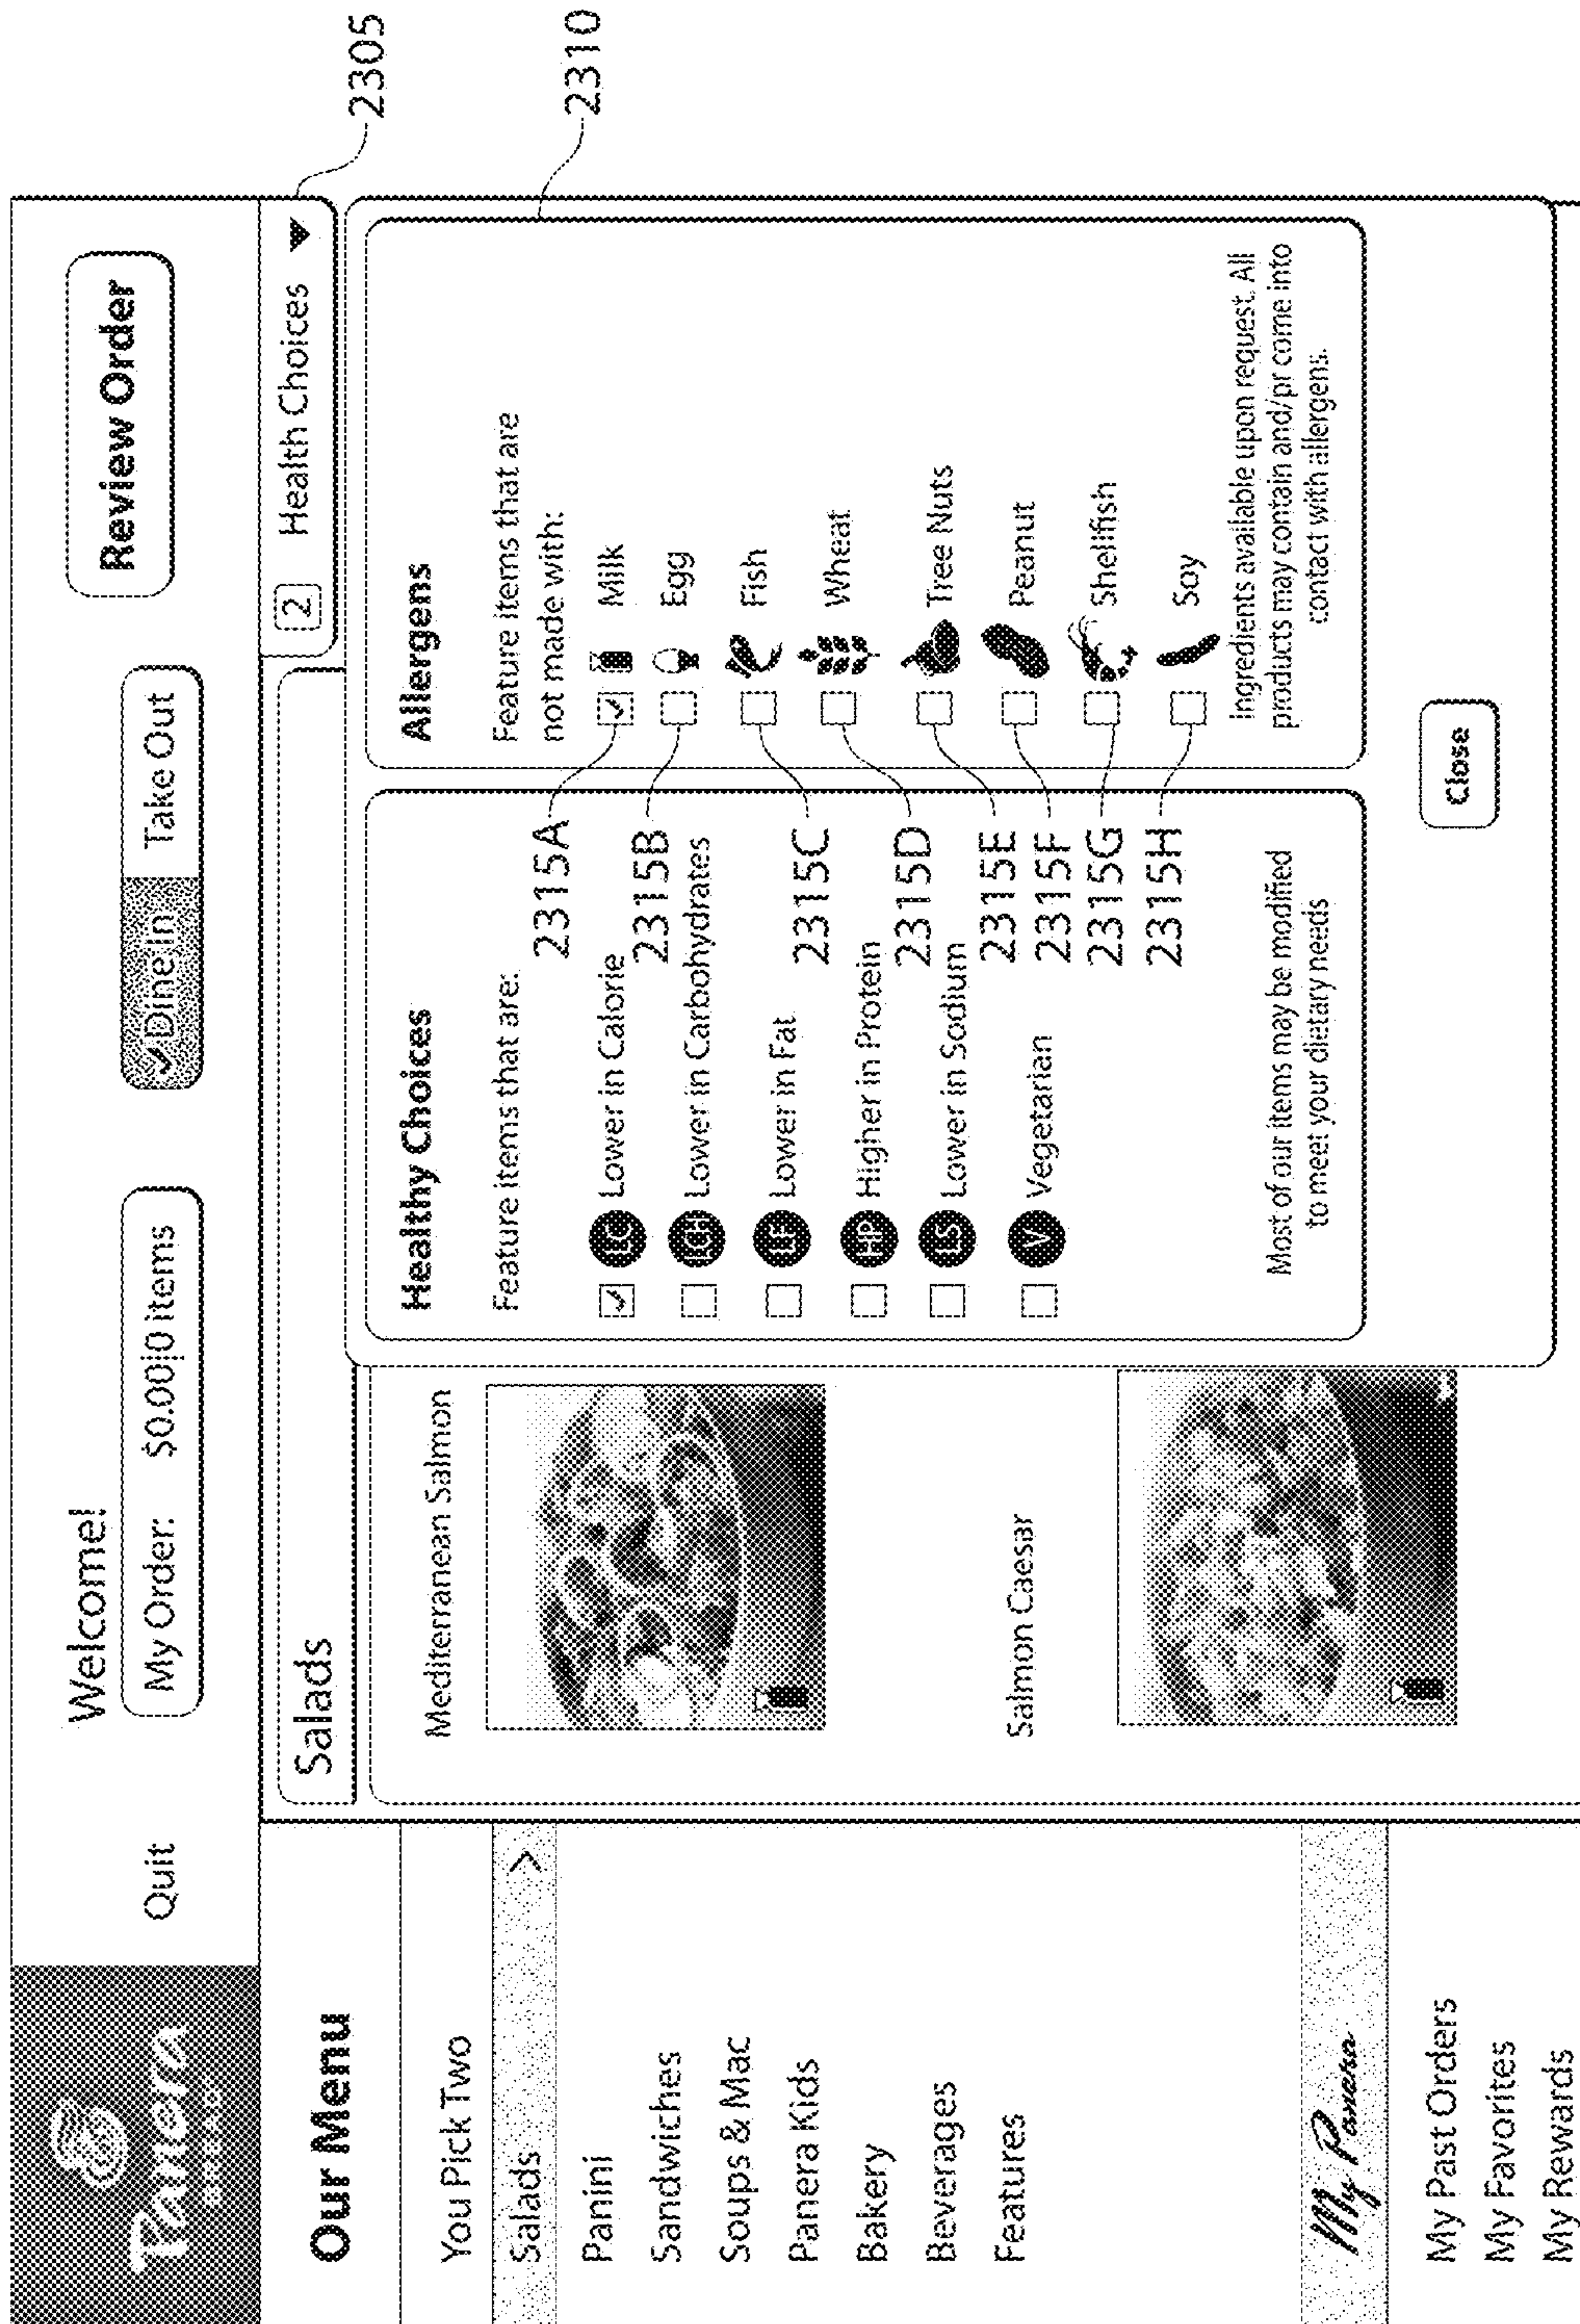 Panera
BREAD
Quit
Welcome!
My Order: $0.00|0 items
✓Dine In Take Out
Review Order
Our Menu
You Pick Two
Salads >
Panini
Sandwiches
Soups & Mac
Panera Kids
Bakery
Beverages
Features
My Panera
My Past Orders
My Favorites
My Rewards
Salads
2 Health Choices
2305
Mediterranean Salmon
Salmon Caesar
Healthy Choices
Feature items that are:
LC Lower in Calorie
LCH Lower in Carbohydrates
LF Lower in Fat
HP Higher in Protein
LS Lower in Sodium
V Vegetarian
Most of our items may be modified
to meet your dietary needs
2310
Allergens
Feature items that are
not made with:
2315A Milk
2315B Egg
2315C Fish
2315D Wheat
2315E Tree Nuts
2315F Peanut
2315G Shellfish
2315H Soy
Ingredients available upon request. All
products may contain and/pr come into
contact with allergens.
Close